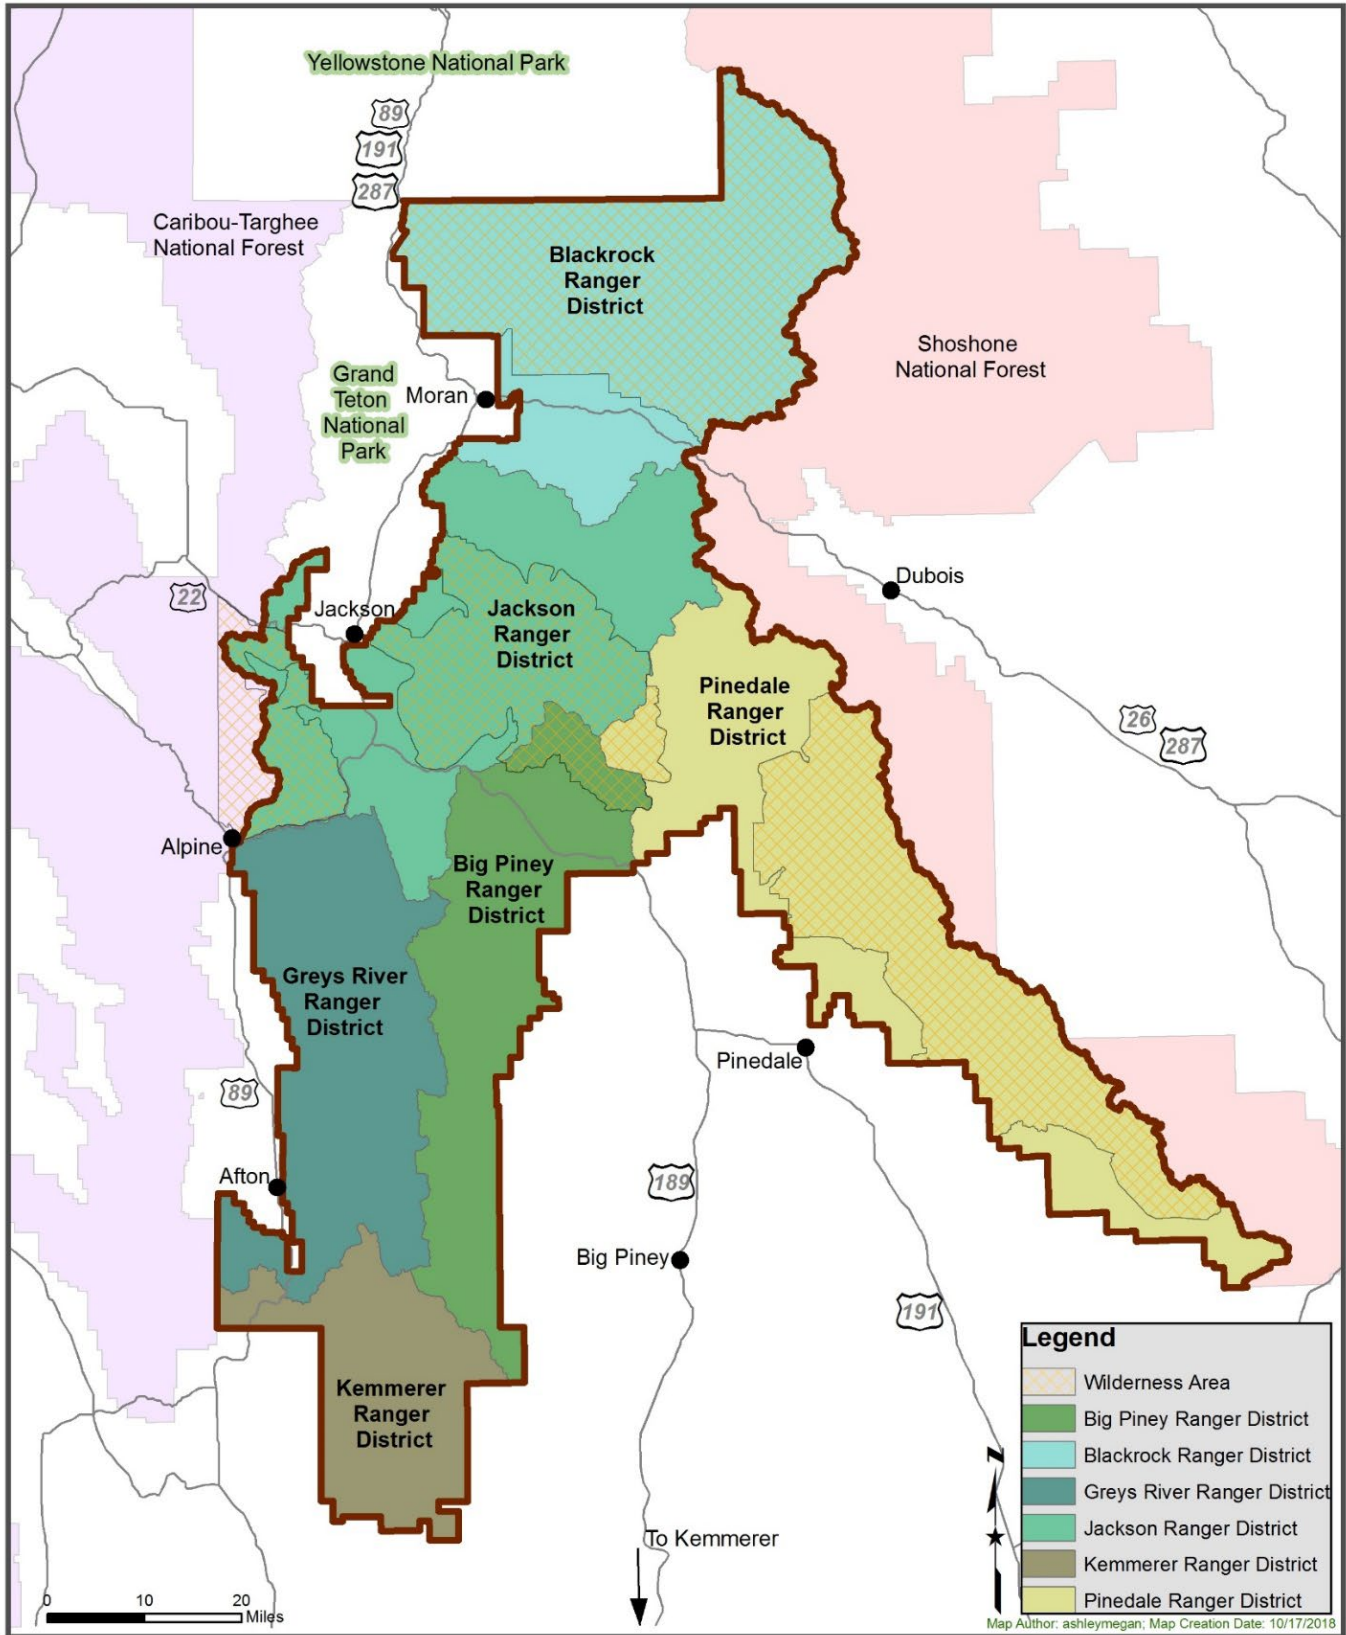 Yellowstone National Park
89
191
287
Caribou-Targhee
National Forest
Blackrock
Ranger
District
Shoshone
National Forest
Grand
Teton
National
Park
Moran
22
Jackson
Jackson
Ranger
District
Dubois
Pinedale
Ranger
District
26
287
Alpine
Big Piney
Ranger
District
Greys River
Ranger
District
Pinedale
89
Afton
189
Big Piney
191
Kemmerer
Ranger
District
To Kemmerer
Legend
Wilderness Area
Big Piney Ranger District
Blackrock Ranger District
Greys River Ranger District
Jackson Ranger District
Kemmerer Ranger District
Pinedale Ranger District
N
0 10 20
Miles
Map Author: ashleymegan; Map Creation Date: 10/17/2018